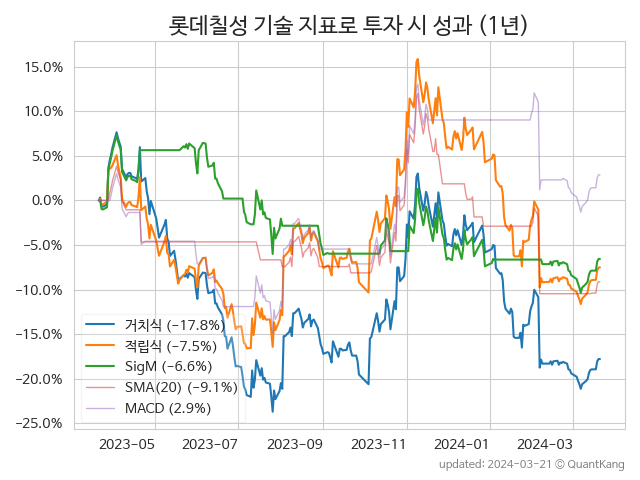 롯데칠성 기술 지표로 투자 시 성과 (1년)
15.0%
10.0%
5.0%
0.0%
−5.0%
−10.0%
−15.0%
−20.0%
−25.0%
거치식 (−17.8%)
적립식 (−7.5%)
SigM (−6.6%)
SMA(20) (−9.1%)
MACD (2.9%)
2023-05 2023-07 2023-09 2023-11 2024-01 2024-03
updated: 2024-03-21 © QuantKang